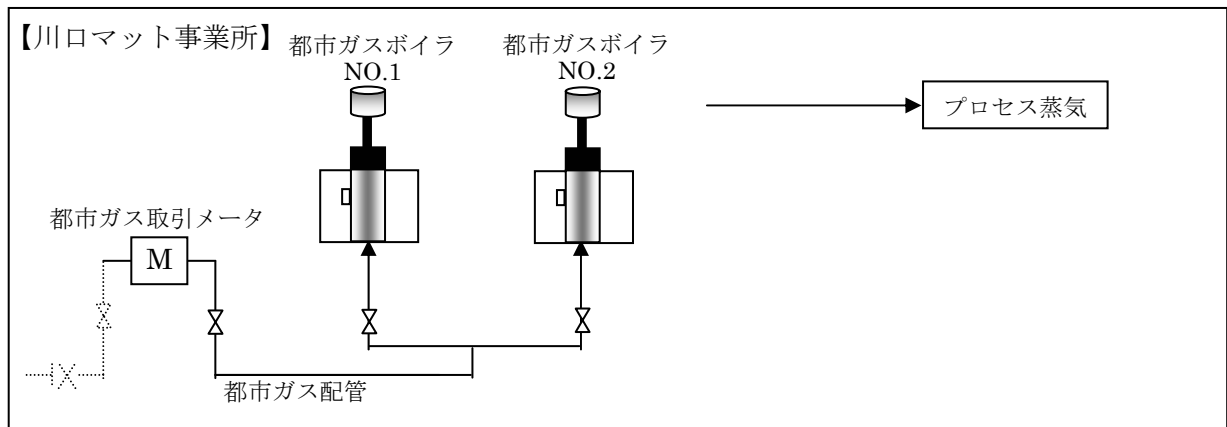 【川口マット事業所】
都市ガスボイラ
NO.1
都市ガスボイラ
NO.2
プロセス蒸気
都市ガス取引メータ
M
都市ガス配管